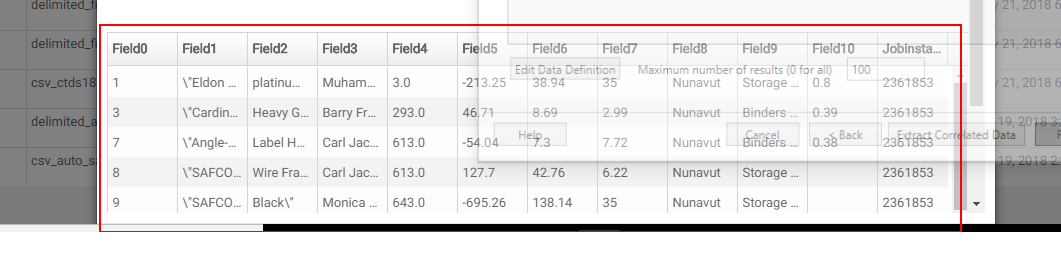 delimited_fi
y 21, 2018 6
delimited_fi
y 21, 2018 6
Field0 Field1 Field2 Field3 Field4 Field5 Field6 Field7 Field8 Field9 Field10 Jobinsta...
Edit Data Definition Maximum number of results (0 for all) 100
csv_ctds18
y 21, 2018 6
1 \"Eldon ... platinu... Muham... 3.0 -213.25 38.94 35 Nunavut Storage ... 0.8 2361853
3 \"Cardin... Heavy G... Barry Fr... 293.0 46.71 8.69 2.99 Nunavut Binders ... 0.39 2361853
delimited_a
19, 2018 3:
Help Cancel < Back Extract Correlated Data
7 \"Angle-... Label H... Carl Jac... 613.0 -54.04 7.3 7.72 Nunavut Binders ... 0.38 2361853
csv_auto_sa
19, 2018 2:
8 \"SAFCO... Wire Fra... Carl Jac... 613.0 127.7 42.76 6.22 Nunavut Storage ... 2361853
9 \"SAFCO... Black\" Monica ... 643.0 -695.26 138.14 35 Nunavut Storage ... 2361853